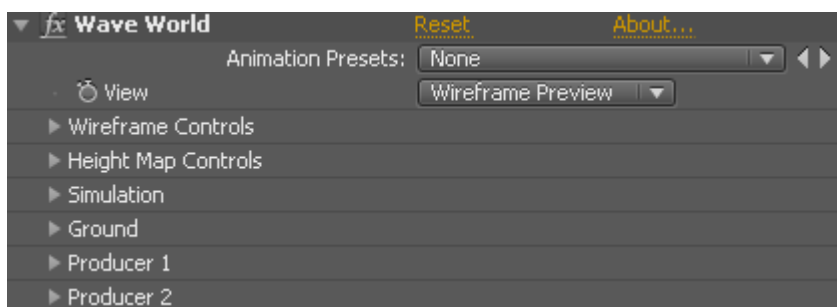 fx Wave World Reset About...
Animation Presets: None
View Wireframe Preview
Wireframe Controls
Height Map Controls
Simulation
Ground
Producer 1
Producer 2